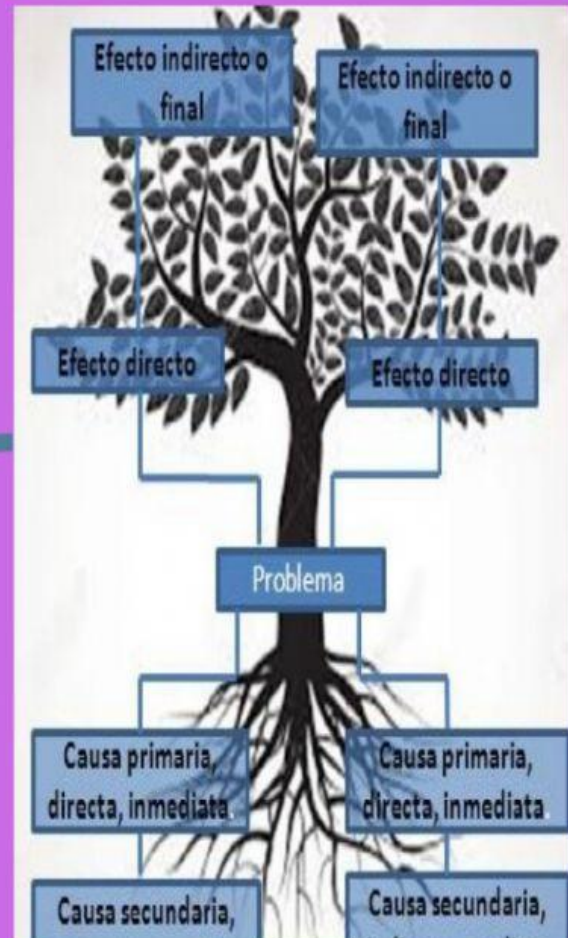 Efecto indirecto o
final
Efecto indirecto o
final
Efecto directo
Efecto directo
Problema
Causa primaria,
directa, inmediata.
Causa primaria,
directa, inmediata.
Causa secundaria,
Causa secundaria,